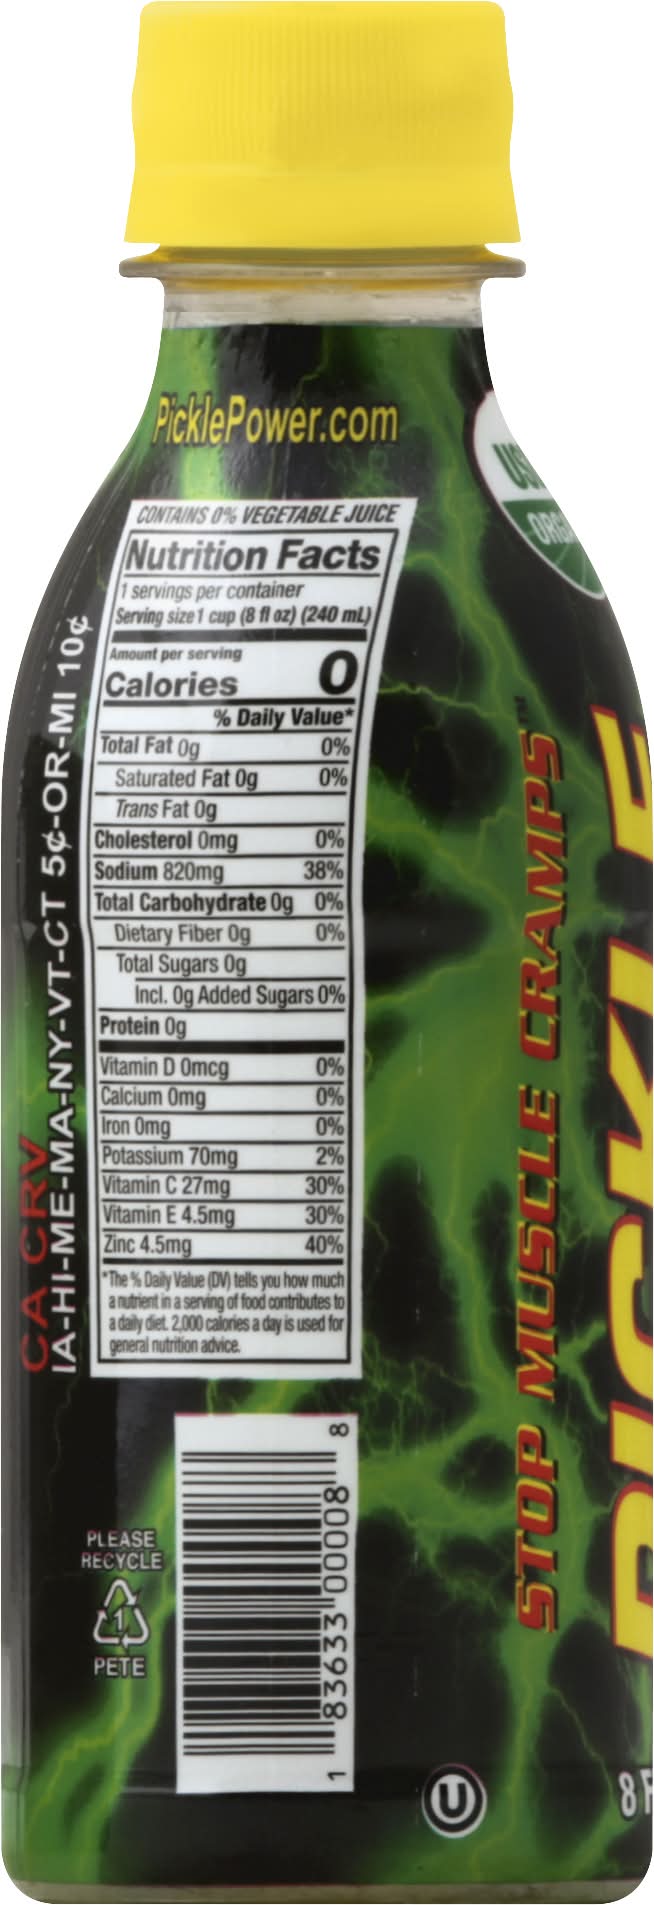 PicklePower.com
USDA
ORGANIC
CONTAINS 0% VEGETABLE JUICE
Nutrition Facts
1 servings per container
Serving size 1 cup (8 fl oz) (240 mL)
Amount per serving
Calories 0
% Daily Value*
Total Fat 0g 0%
Saturated Fat 0g 0%
Trans Fat 0g
Cholesterol 0mg 0%
Sodium 820mg 38%
Total Carbohydrate 0g 0%
Dietary Fiber 0g 0%
Total Sugars 0g
Incl. 0g Added Sugars 0%
Protein 0g
Vitamin D 0mcg 0%
Calcium 0mg 0%
Iron 0mg 0%
Potassium 70mg 2%
Vitamin C 27mg 30%
Vitamin E 4.5mg 30%
Zinc 4.5mg 40%
*The % Daily Value (DV) tells you how much
a nutrient in a serving of food contributes to
a daily diet. 2,000 calories a day is used for
general nutrition advice.
CA CRV
IA-HI-ME-MA-NY-VT-CT 5¢-OR-MI 10¢
STOP MUSCLE CRAMPS™
PICKLE
1 83633 00008 8
PLEASE
RECYCLE
1
PETE
U
8 F